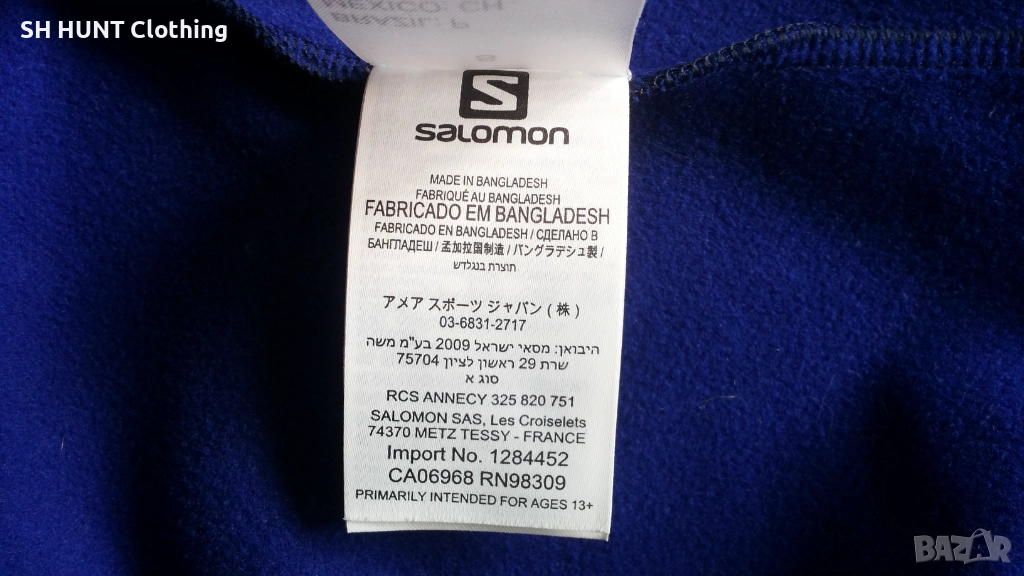 SH HUNT Clothing
MEXICO: CH
BRASIL: P
S
SALOMON
MADE IN BANGLADESH
FABRIQUÉ AU BANGLADESH
FABRICADO EM BANGLADESH
FABRICADO EN BANGLADESH / СДЕЛАНО В
БАНГЛАДЕШ / 孟加拉国制造 / バングラデシュ製 /
תוצרת בנגלדש
アメア スポーツ ジャパン ( 株 )
03-6831-2717
היבואן: מסאי ישראל 2009 בע"מ משה
שרת 29 ראשון לציון 75704
סוג א
RCS ANNECY 325 820 751
SALOMON SAS, Les Croiselets
74370 METZ TESSY - FRANCE
Import No. 1284452
CA06968 RN98309
PRIMARILY INTENDED FOR AGES 13+
BAZAR